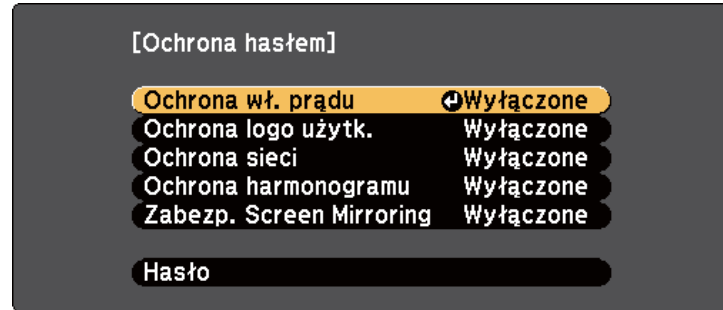 [Ochrona hasłem]
Ochrona wł. prądu Wyłączone
Ochrona logo użytk. Wyłączone
Ochrona sieci Wyłączone
Ochrona harmonogramu Wyłączone
Zabezp. Screen Mirroring Wyłączone
Hasło